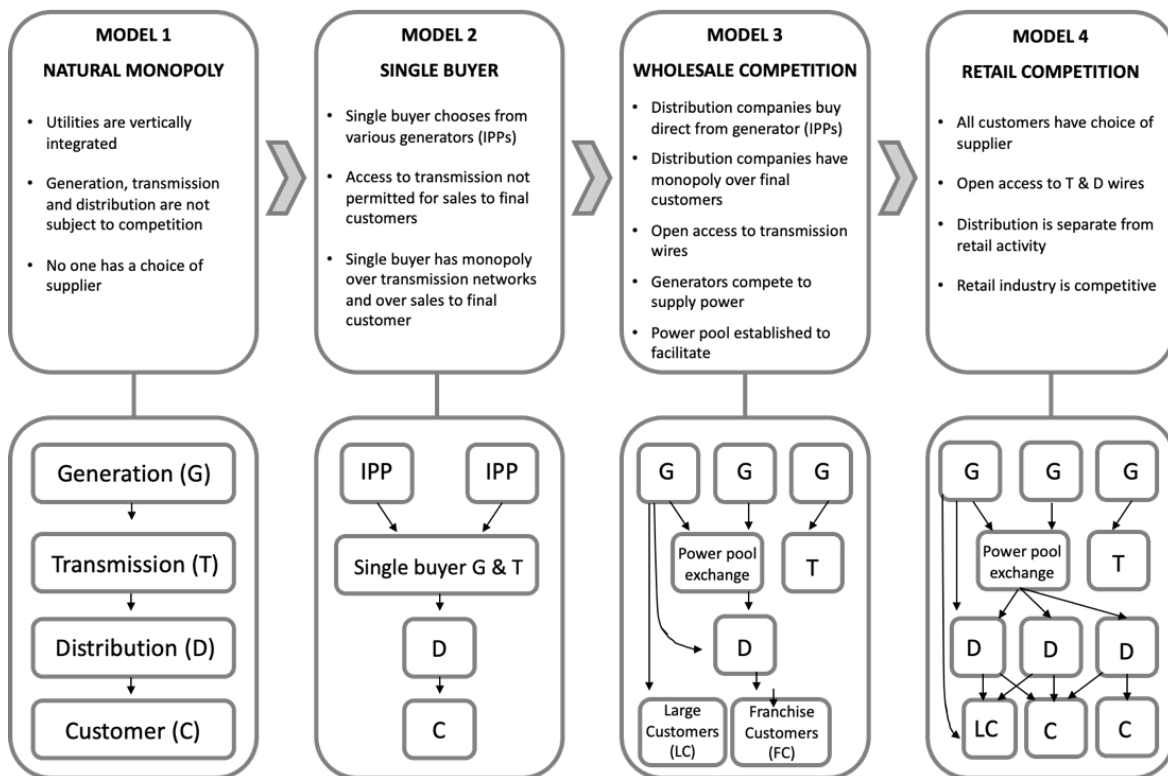 MODEL 1
NATURAL MONOPOLY
• Utilities are vertically
integrated
• Generation, transmission
and distribution are not
subject to competition
• No one has a choice of
supplier
MODEL 2
SINGLE BUYER
• Single buyer chooses from
various generators (IPPs)
• Access to transmission not
permitted for sales to final
customers
• Single buyer has monopoly
over transmission networks
and over sales to final
customer
MODEL 3
WHOLESALE COMPETITION
• Distribution companies buy
direct from generator (IPPs)
• Distribution companies have
monopoly over final
customers
• Open access to transmission
wires
• Generators compete to
supply power
• Power pool established to
facilitate
MODEL 4
RETAIL COMPETITION
• All customers have choice of
supplier
• Open access to T & D wires
• Distribution is separate from
retail activity
• Retail industry is competitive
Generation (G)
Transmission (T)
Distribution (D)
Customer (C)
IPP IPP
Single buyer G & T
D
C
G G G
Power pool
exchange
T
D
Large
Customers
(LC)
Franchise
Customers
(FC)
G G G
Power pool
exchange
T
D D D
LC C C